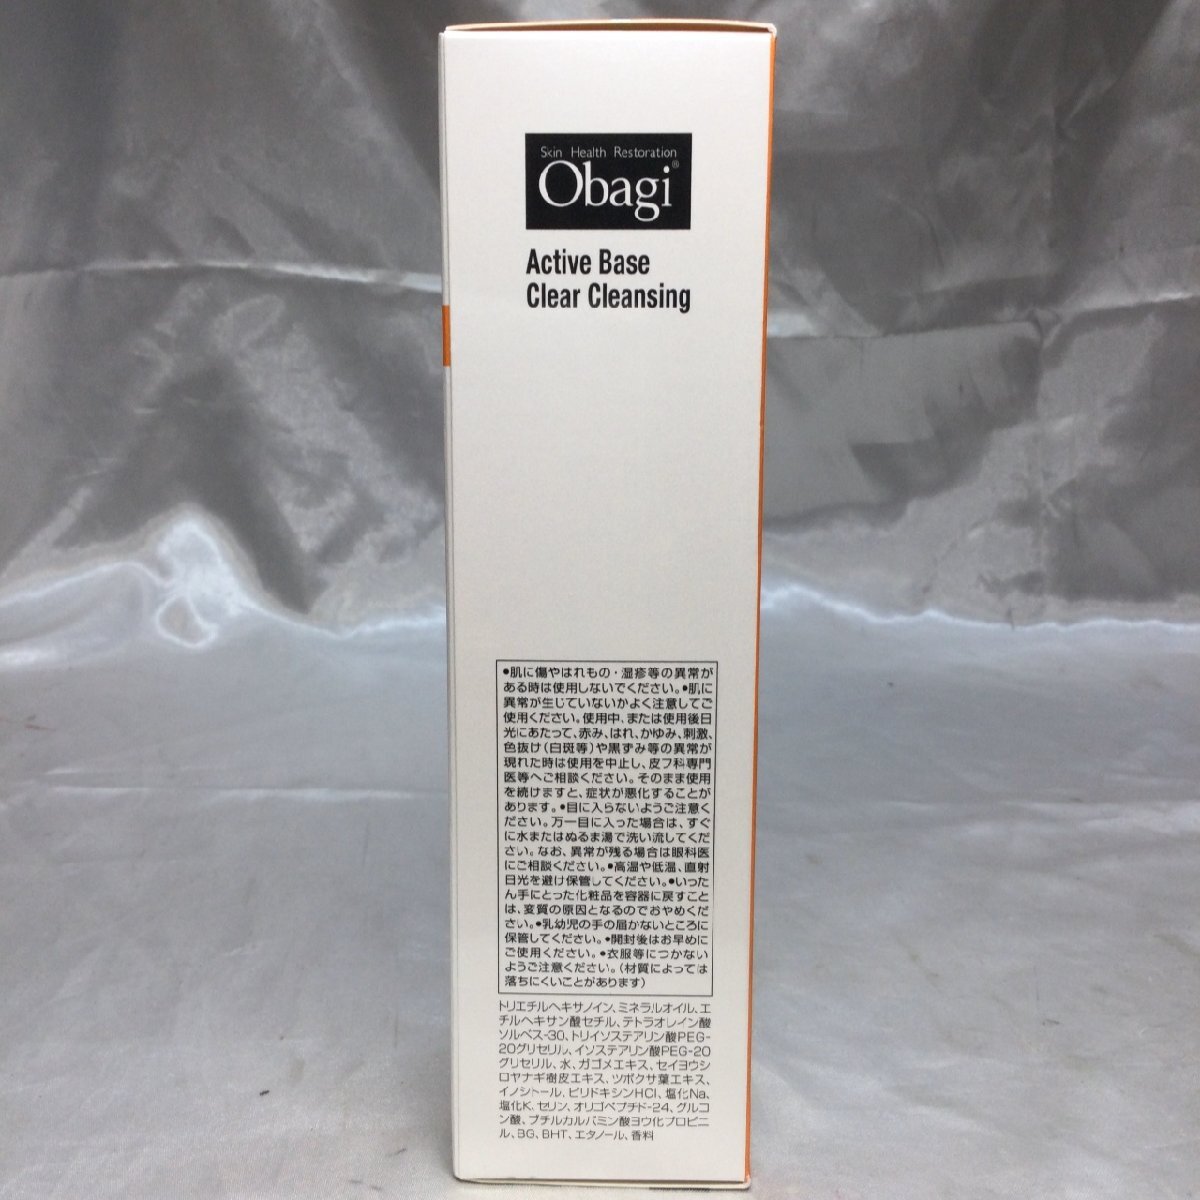 Skin Health Restoration
Obagi®
Active Base
Clear Cleansing
•肌に傷やはれもの・湿疹等の異常が
ある時は使用しないでください。•肌に
異常が生じていないかよく注意してご
使用ください。使用中、または使用後日
光にあたって、赤み、はれ、かゆみ、刺激、
色抜け(白斑等)や黒ずみ等の異常が
現れた時は使用を中止し、皮フ科専門
医等へご相談ください。そのまま使用
を続けますと、症状が悪化することが
あります。•目に入らないようご注意く
ださい。万一目に入った場合は、すぐ
に水またはぬるま湯で洗い流してくだ
さい。なお、異常が残る場合は眼科医
にご相談ください。•高温や低温、直射
日光を避け保管してください。•いった
ん手にとった化粧品を容器に戻すこと
は、変質の原因となるのでおやめくだ
さい。•乳幼児の手の届かないところに
保管してください。•開封後はお早めに
ご使用ください。•衣服等につかない
ようご注意ください。(材質によっては
落ちにくいことがあります)
トリエチルヘキサノイン、ミネラルオイル、エ
チルヘキサン酸セチル、テトラオレイン酸
ソルベス-30、トリイソステアリン酸PEG-
20グリセリル、イソステアリン酸PEG-20
グリセリル、水、ガゴメエキス、セイヨウシ
ロヤナギ樹皮エキス、ツボクサ葉エキス、
イノシトール、ピリドキシンHCl、塩化Na、
塩化K、セリン、オリゴペプチド-24、グルコ
ン酸、ブチルカルバミン酸ヨウ化プロピニ
ル、BG、BHT、エタノール、香料